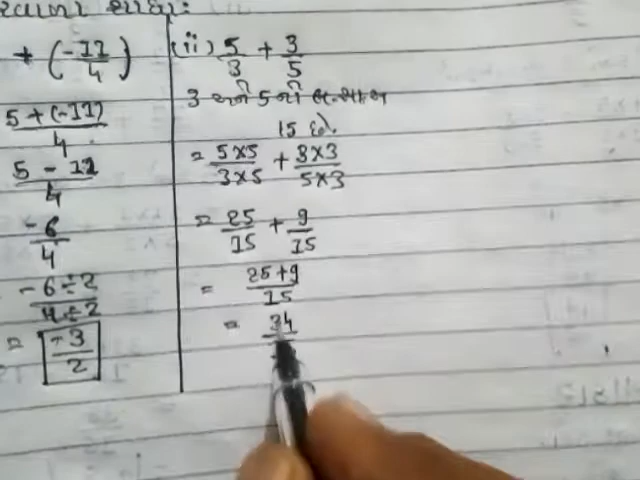 શોધો:
+ (-11/4)
5+(-11)/4
5 - 11/4
-6/4
-6÷2/4÷2
= -3/2
(ii) 5/3 + 3/5
3 અને 5 નો લ.સા.અ
15 છે.
= 5×5/3×5 + 3×3/5×3
= 25/15 + 9/15
= 25+9/15
= 34